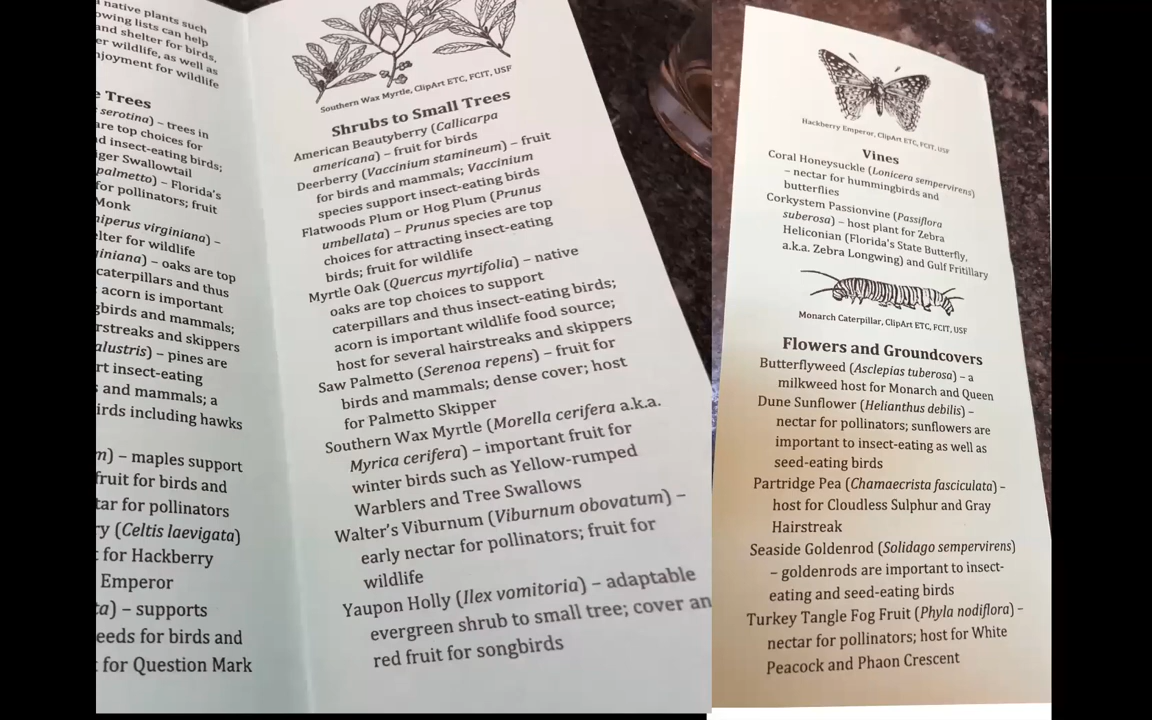 native plants such
owing lists can help
and shelter for birds,
er wildlife, as well as
njoyment for wildlife
e Trees
serotina) – trees in
are top choices for
d insect-eating birds;
iger Swallowtail
palmetto) – Florida's
for pollinators; fruit
Monk
niperus virginiana) –
elter for wildlife
giniana) – oaks are top
caterpillars and thus
acorn is important
gbirds and mammals;
rstreaks and skippers
alustris) – pines are
rt insect-eating
s and mammals; a
irds including hawks
m) – maples support
fruit for birds and
tar for pollinators
ry (Celtis laevigata)
t for Hackberry
Emperor
ta) – supports
eeds for birds and
t for Question Mark
Southern Wax Myrtle, ClipArt ETC, FCIT, USF
Shrubs to Small Trees
American Beautyberry (Callicarpa
americana) – fruit for birds
Deerberry (Vaccinium stamineum) – fruit
for birds and mammals; Vaccinium
species support insect-eating birds
Flatwoods Plum or Hog Plum (Prunus
umbellata) – Prunus species are top
choices for attracting insect-eating
birds; fruit for wildlife
Myrtle Oak (Quercus myrtifolia) – native
oaks are top choices to support
caterpillars and thus insect-eating birds;
acorn is important wildlife food source;
host for several hairstreaks and skippers
Saw Palmetto (Serenoa repens) – fruit for
birds and mammals; dense cover; host
for Palmetto Skipper
Southern Wax Myrtle (Morella cerifera a.k.a.
Myrica cerifera) – important fruit for
winter birds such as Yellow-rumped
Warblers and Tree Swallows
Walter's Viburnum (Viburnum obovatum) –
early nectar for pollinators; fruit for
wildlife
Yaupon Holly (Ilex vomitoria) – adaptable
evergreen shrub to small tree; cover an
red fruit for songbirds
Hackberry Emperor, ClipArt ETC, FCIT, USF
Vines
Coral Honeysuckle (Lonicera sempervirens)
– nectar for hummingbirds and
butterflies
Corkystem Passionvine (Passiflora
suberosa) – host plant for Zebra
Heliconian (Florida's State Butterfly,
a.k.a. Zebra Longwing) and Gulf Fritillary
Monarch Caterpillar, ClipArt ETC, FCIT, USF
Flowers and Groundcovers
Butterflyweed (Asclepias tuberosa) – a
milkweed host for Monarch and Queen
Dune Sunflower (Helianthus debilis) –
nectar for pollinators; sunflowers are
important to insect-eating as well as
seed-eating birds
Partridge Pea (Chamaecrista fasciculata) –
host for Cloudless Sulphur and Gray
Hairstreak
Seaside Goldenrod (Solidago sempervirens)
– goldenrods are important to insect-
eating and seed-eating birds
Turkey Tangle Fog Fruit (Phyla nodiflora) –
nectar for pollinators; host for White
Peacock and Phaon Crescent